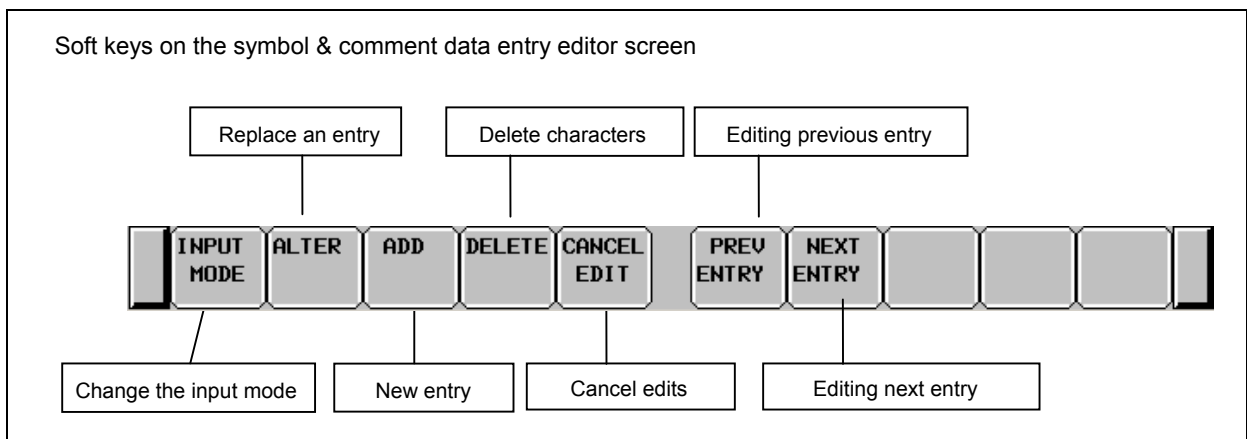 Soft keys on the symbol & comment data entry editor screen
Replace an entry
Delete characters
Editing previous entry
INPUT MODE
ALTER
ADD
DELETE
CANCEL EDIT
PREV ENTRY
NEXT ENTRY
Change the input mode
New entry
Cancel edits
Editing next entry